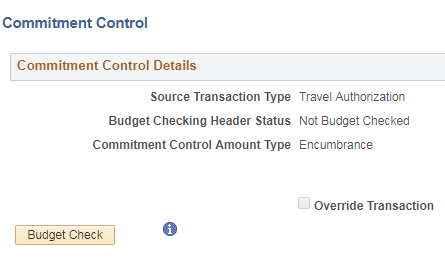 Commitment Control
Commitment Control Details
Source Transaction Type Travel Authorization
Budget Checking Header Status Not Budget Checked
Commitment Control Amount Type Encumbrance
Override Transaction
Budget Check